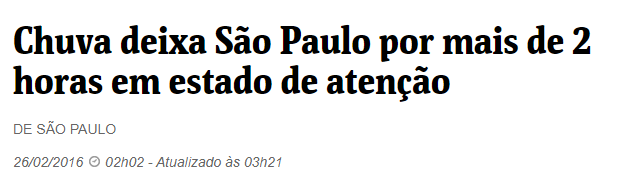 Chuva deixa São Paulo por mais de 2
horas em estado de atenção
DE SÃO PAULO
26/02/2016 02h02 - Atualizado às 03h21